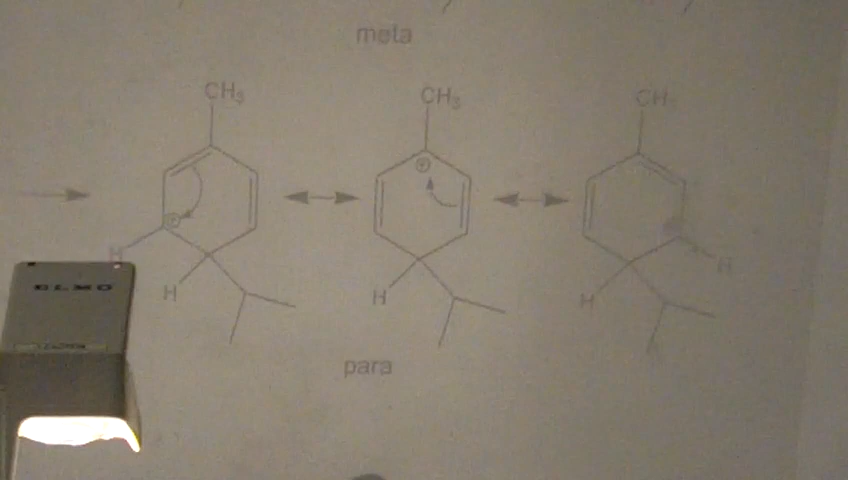 meta
CH₃ CH₃ CH₃
⊕ ⊕
H H
H H H
ELMO
para